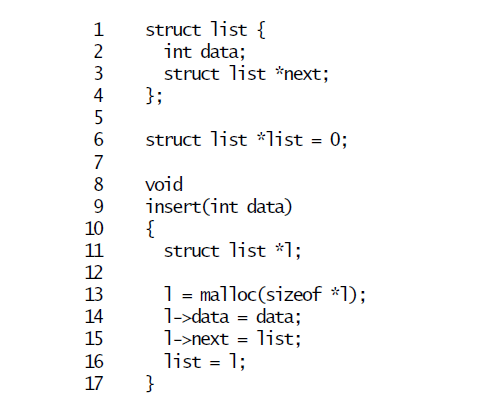 1 struct list {
2 int data;
3 struct list *next;
4 };
5
6 struct list *list = 0;
7
8 void
9 insert(int data)
10 {
11 struct list *l;
12
13 l = malloc(sizeof *l);
14 l->data = data;
15 l->next = list;
16 list = l;
17 }